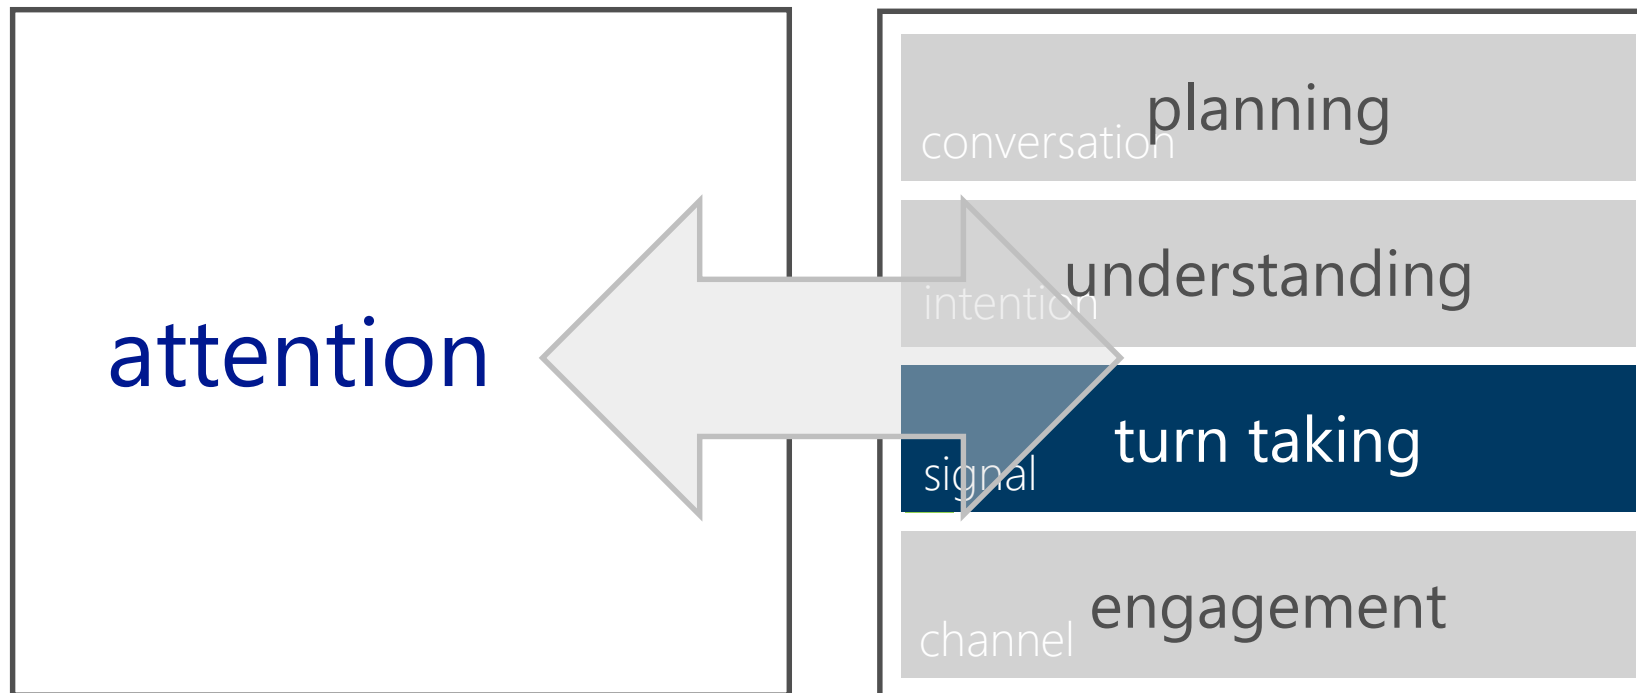 attention
planning
conversation
understanding
intention
turn taking
signal
engagement
channel